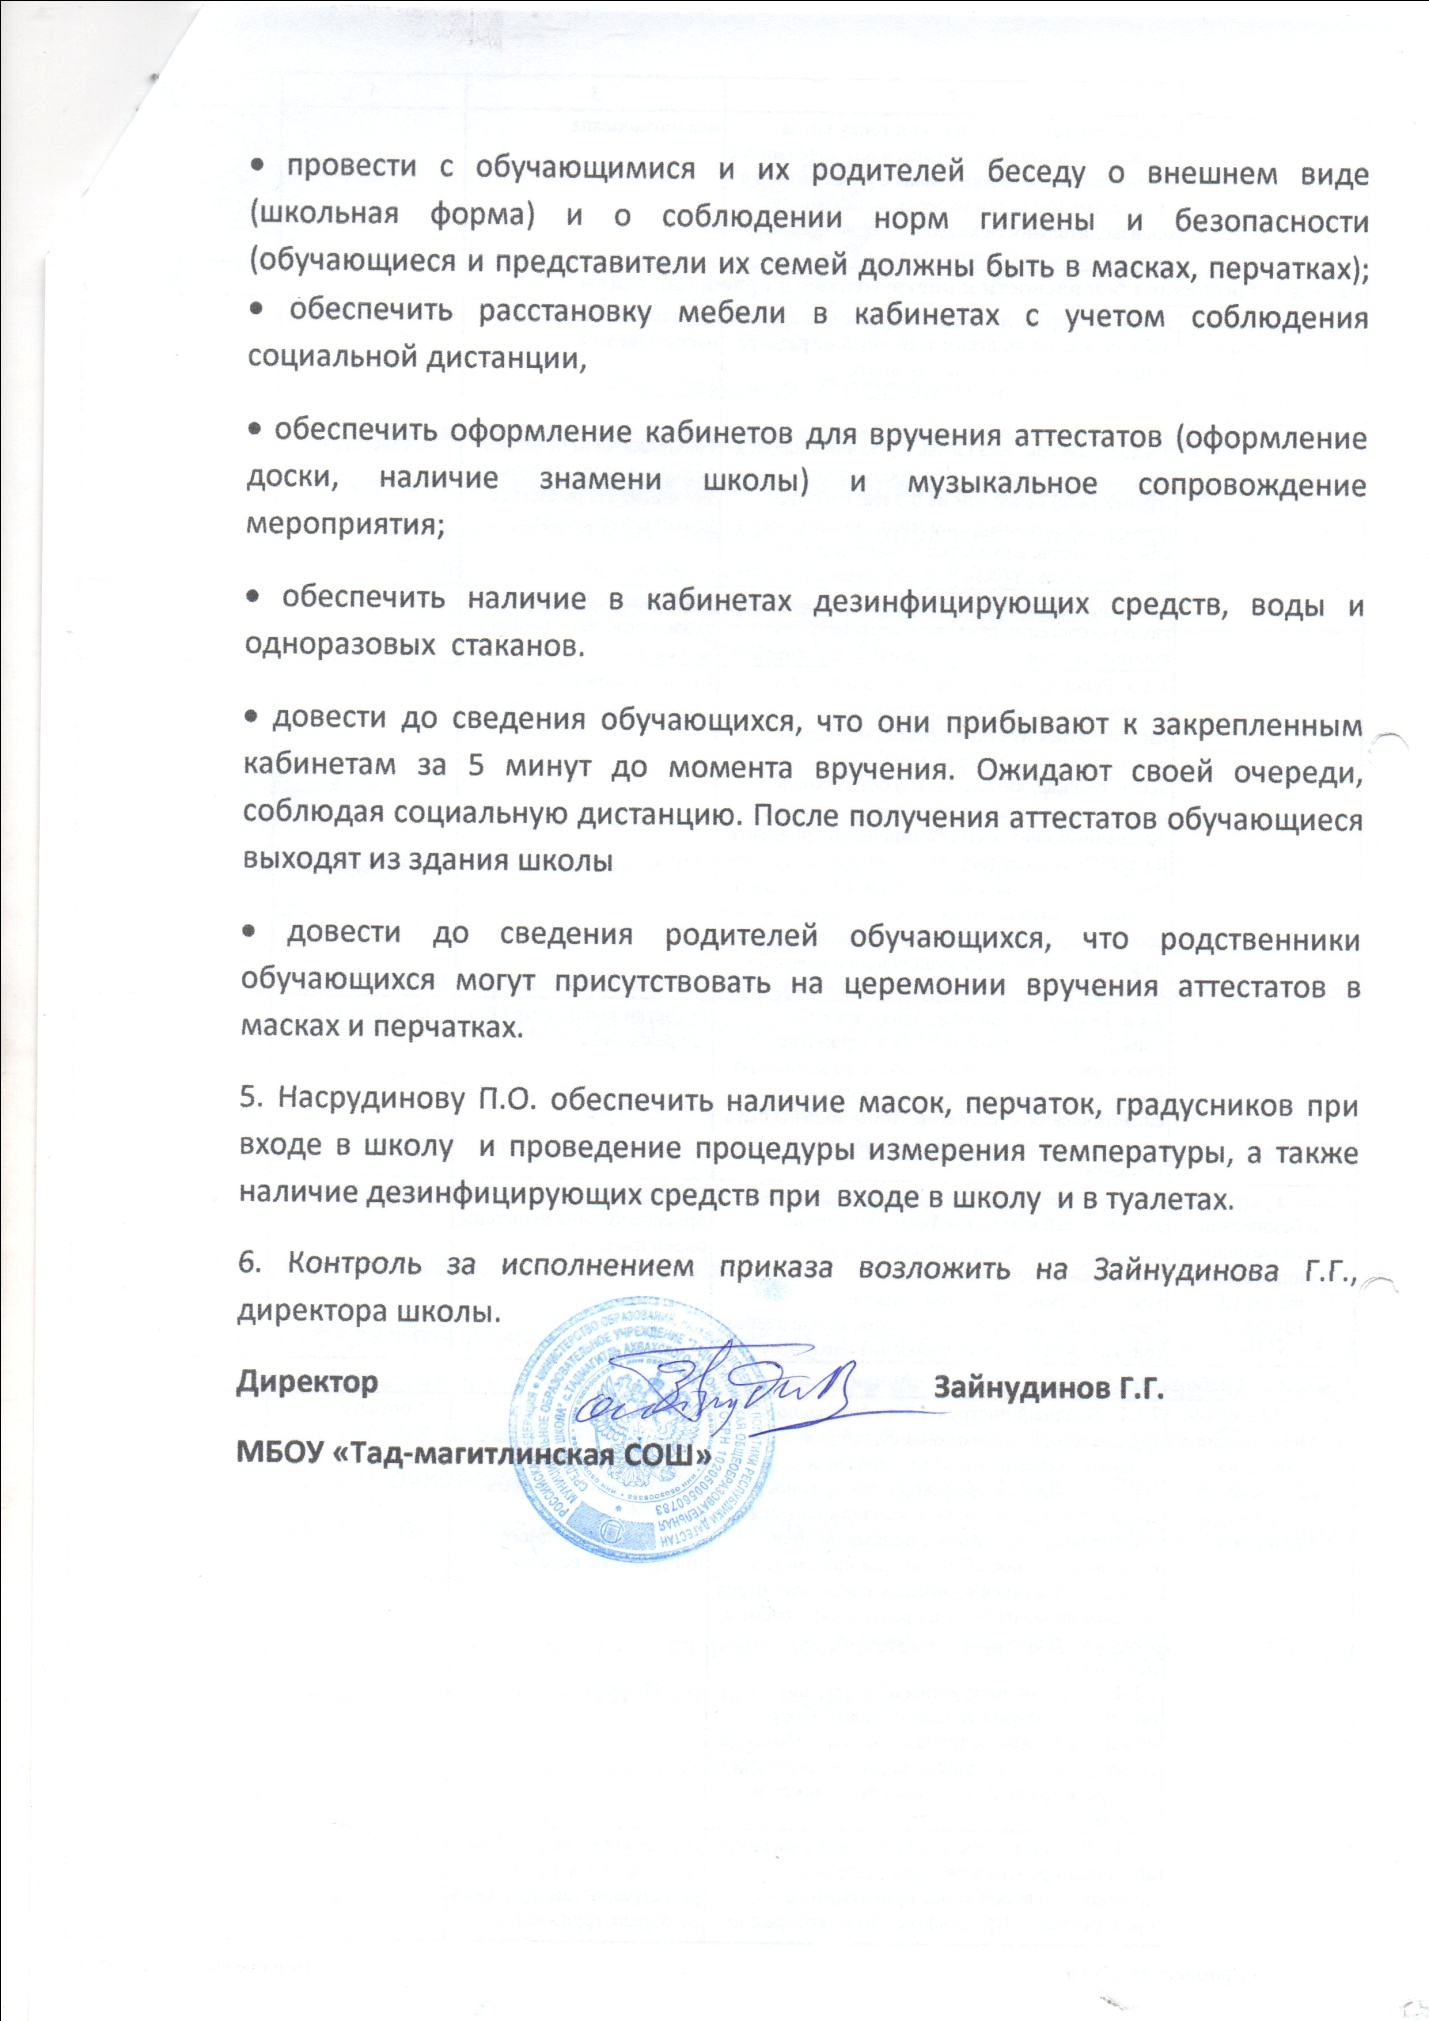 • провести с обучающимися и их родителей беседу о внешнем виде
(школьная форма) и о соблюдении норм гигиены и безопасности
(обучающиеся и представители их семей должны быть в масках, перчатках);
• обеспечить расстановку мебели в кабинетах с учетом соблюдения
социальной дистанции,
• обеспечить оформление кабинетов для вручения аттестатов (оформление
доски, наличие знамени школы) и музыкальное сопровождение
мероприятия;
• обеспечить наличие в кабинетах дезинфицирующих средств, воды и
одноразовых стаканов.
• довести до сведения обучающихся, что они прибывают к закрепленным
кабинетам за 5 минут до момента вручения. Ожидают своей очереди,
соблюдая социальную дистанцию. После получения аттестатов обучающиеся
выходят из здания школы
• довести до сведения родителей обучающихся, что родственники
обучающихся могут присутствовать на церемонии вручения аттестатов в
масках и перчатках.
5. Насрудинову П.О. обеспечить наличие масок, перчаток, градусников при
входе в школу и проведение процедуры измерения температуры, а также
наличие дезинфицирующих средств при входе в школу и в туалетах.
6. Контроль за исполнением приказа возложить на Зайнудинова Г.Г.,
директора школы.
Директор Зайнудинов Г.Г.
МБОУ «Тад-магитлинская СОШ»